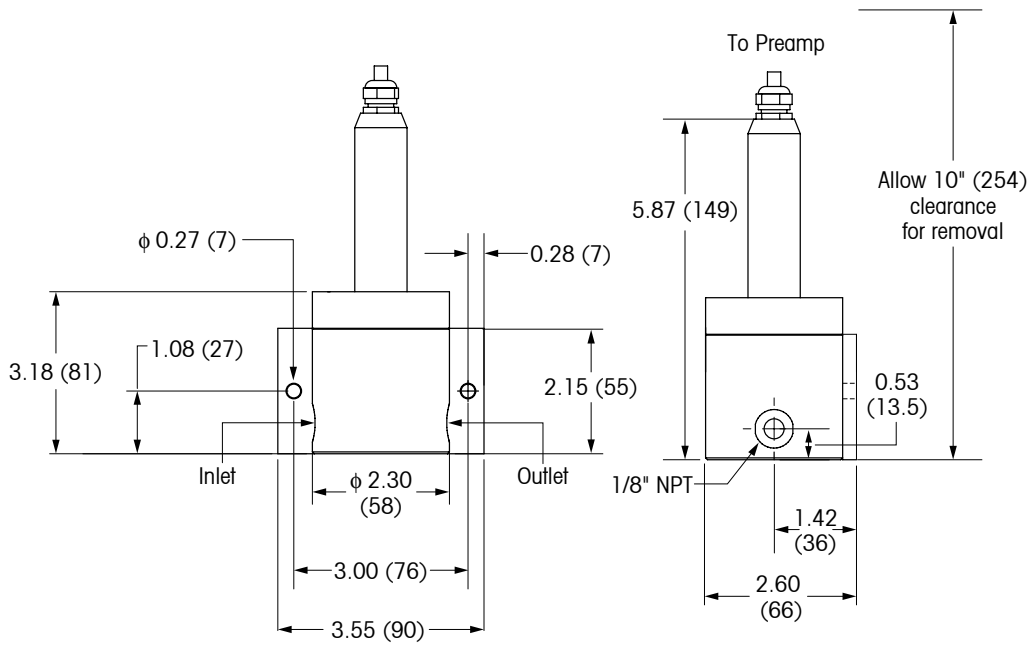 To Preamp
Allow 10" (254)
clearance
for removal
5.87 (149)
ϕ 0.27 (7)
0.28 (7)
1.08 (27)
3.18 (81)
2.15 (55)
0.53
(13.5)
Inlet
Outlet
ϕ 2.30
(58)
1/8" NPT
1.42
(36)
3.00 (76)
2.60
(66)
3.55 (90)